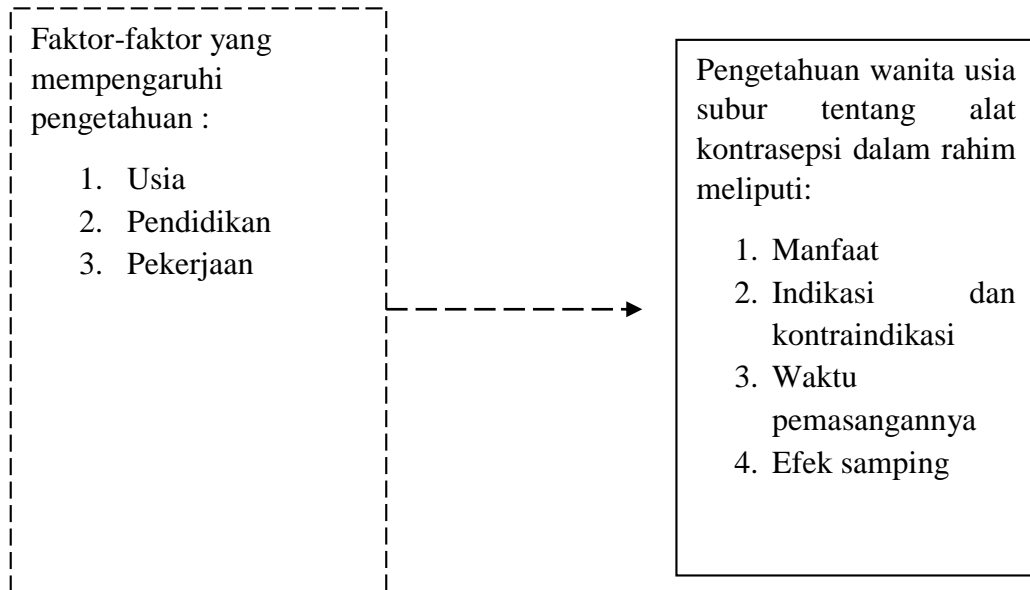 Faktor-faktor yang
mempengaruhi
pengetahuan :
1. Usia
2. Pendidikan
3. Pekerjaan
Pengetahuan wanita usia
subur tentang alat
kontrasepsi dalam rahim
meliputi:
1. Manfaat
2. Indikasi dan
kontraindikasi
3. Waktu
pemasangannya
4. Efek samping